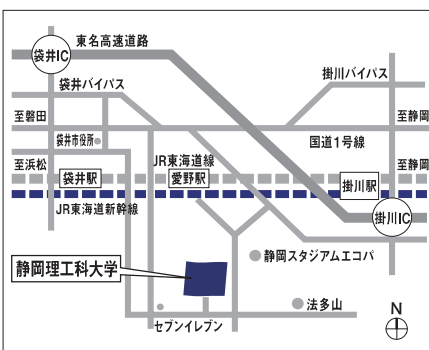 袋井IC
東名高速道路
袋井バイパス
掛川バイパス
至磐田
至静岡
国道1号線
袋井市役所
至浜松
JR東海道線
至静岡
袋井駅
愛野駅
掛川駅
JR東海道新幹線
掛川IC
静岡スタジアムエコパ
静岡理工科大学
法多山
セブンイレブン
N